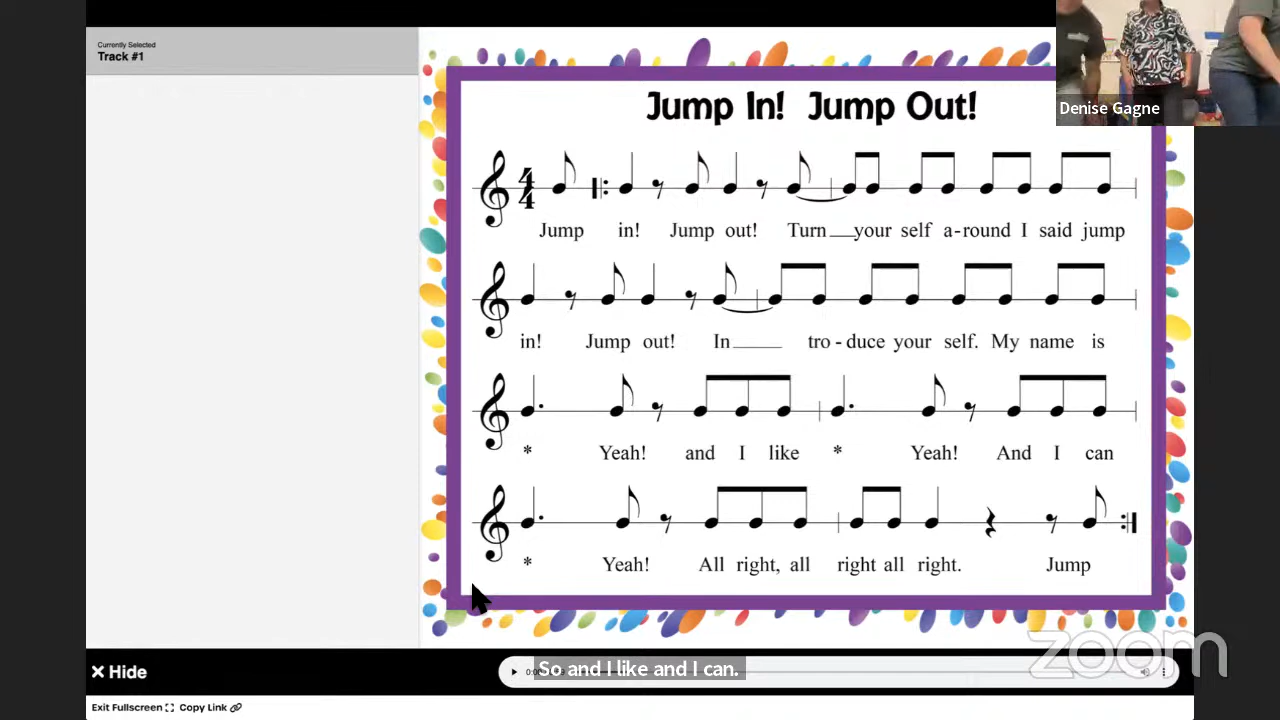 Currently Selected
Track #1
Denise Gagne
Jump In! Jump Out!
Jump in! Jump out! Turn your self a-round I said jump
in! Jump out! In tro-duce your self. My name is
* Yeah! and I like * Yeah! And I can
* Yeah! All right, all right all right. Jump
zoom
Hide
So and I like and I can.
Exit Fullscreen Copy Link